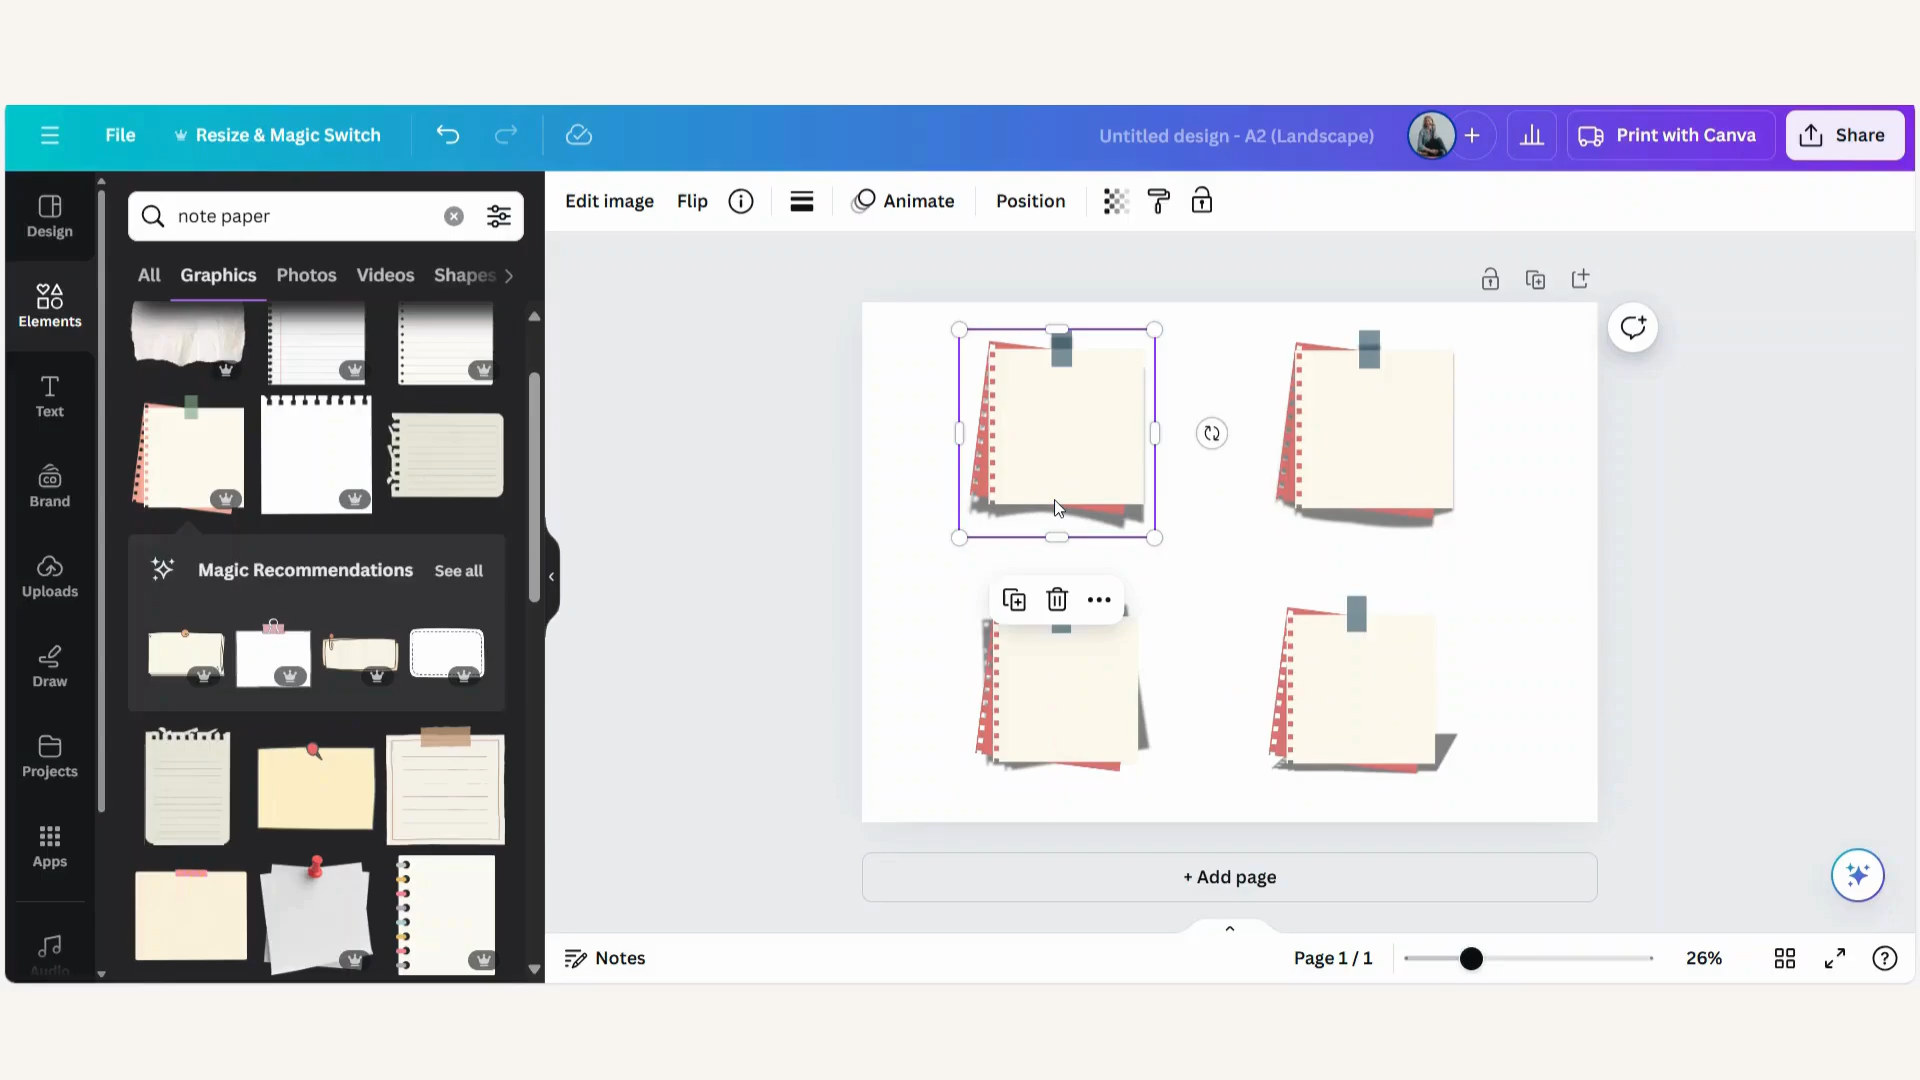 File
Resize & Magic Switch
Untitled design - A2 (Landscape)
Print with Canva
Share
Design
Elements
Text
Brand
Uploads
Draw
Projects
Apps
Audio
note paper
All
Graphics
Photos
Videos
Shapes
Magic Recommendations
See all
Edit image
Flip
Animate
Position
+ Add page
Notes
Page 1 / 1
26%